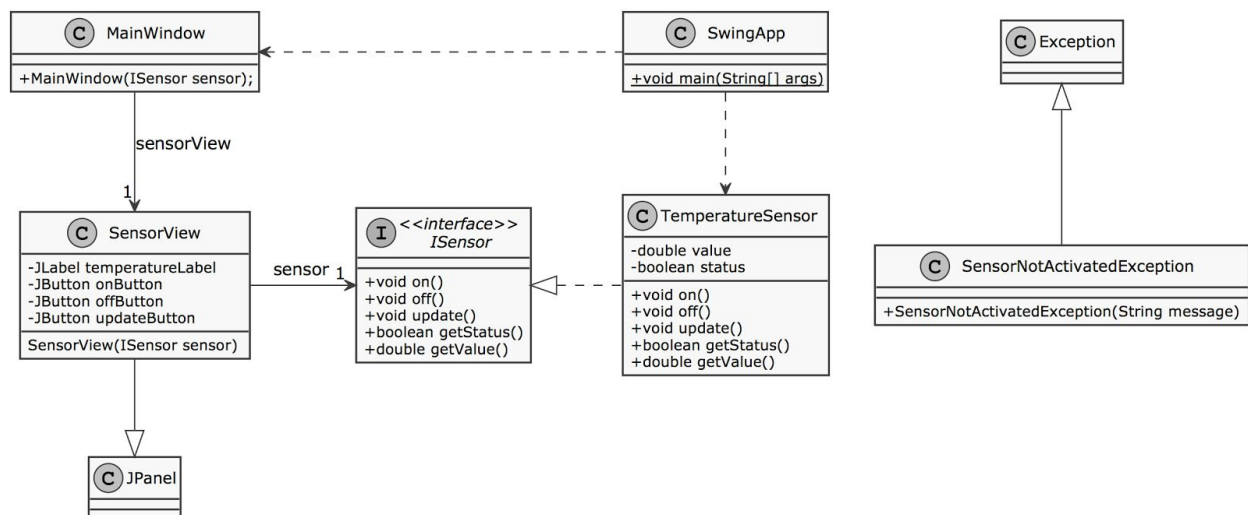 C MainWindow
+MainWindow(ISensor sensor);
C SwingApp
+void main(String[] args)
C Exception
sensorView
1
C SensorView
-JLabel temperatureLabel
-JButton onButton
-JButton offButton
-JButton updateButton
SensorView(ISensor sensor)
sensor
1
I <<interface>>
ISensor
+void on()
+void off()
+void update()
+boolean getStatus()
+double getValue()
C TemperatureSensor
-double value
-boolean status
+void on()
+void off()
+void update()
+boolean getStatus()
+double getValue()
C SensorNotActivatedException
+SensorNotActivatedException(String message)
C JPanel